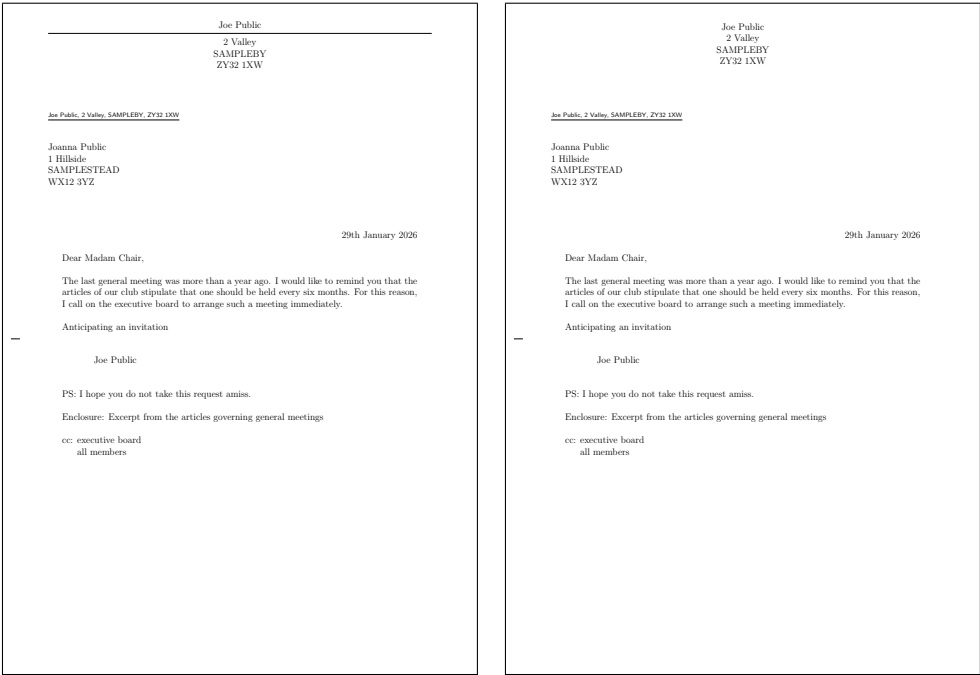 Joe Public
2 Valley
SAMPLEBY
ZY32 1XW
Joe Public, 2 Valley, SAMPLEBY, ZY32 1XW
Joanna Public
1 Hillside
SAMPLESTEAD
WX12 3YZ
29th January 2026
Dear Madam Chair,
The last general meeting was more than a year ago. I would like to remind you that the
articles of our club stipulate that one should be held every six months. For this reason,
I call on the executive board to arrange such a meeting immediately.
Anticipating an invitation
Joe Public
PS: I hope you do not take this request amiss.
Enclosure: Excerpt from the articles governing general meetings
cc: executive board
all members
Joe Public
2 Valley
SAMPLEBY
ZY32 1XW
Joe Public, 2 Valley, SAMPLEBY, ZY32 1XW
Joanna Public
1 Hillside
SAMPLESTEAD
WX12 3YZ
29th January 2026
Dear Madam Chair,
The last general meeting was more than a year ago. I would like to remind you that the
articles of our club stipulate that one should be held every six months. For this reason,
I call on the executive board to arrange such a meeting immediately.
Anticipating an invitation
Joe Public
PS: I hope you do not take this request amiss.
Enclosure: Excerpt from the articles governing general meetings
cc: executive board
all members